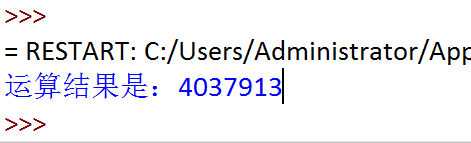 >>>
= RESTART: C:/Users/Administrator/App
运算结果是：4037913
>>>